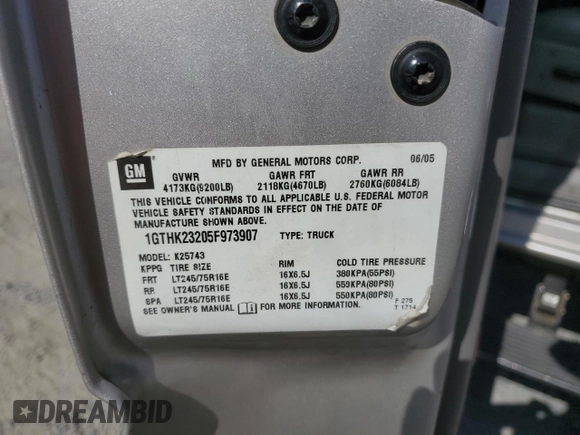 GM
MFD BY GENERAL MOTORS CORP. 06/05
GVWR GAWR FRT GAWR RR
4173KG(9200LB) 2118KG(4670LB) 2760KG(6084LB)
THIS VEHICLE CONFORMS TO ALL APPLICABLE U.S. FEDERAL MOTOR
VEHICLE SAFETY STANDARDS IN EFFECT ON THE DATE OF
MANUFACTURE SHOWN ABOVE.
1GTHK23205F973907 TYPE: TRUCK
MODEL: K25743
KPPG TIRE SIZE RIM COLD TIRE PRESSURE
FRT LT245/75R16E 16X6.5J 380KPA(55PSI)
RR LT245/75R16E 16X6.5J 550KPA(80PSI)
SPA LT245/75R16E 16X6.5J 550KPA(80PSI)
SEE OWNER'S MANUAL FOR MORE INFORMATION. F 275
T 1714
DREAMBID